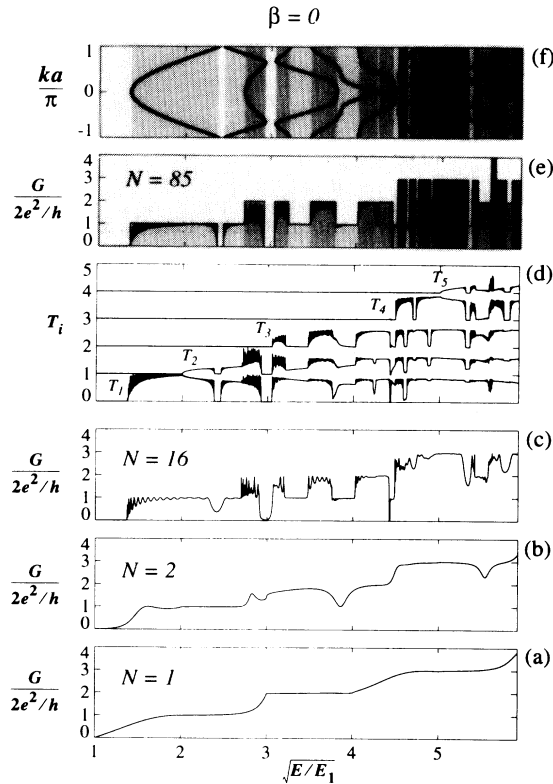 β = 0
ka/π
1
0
-1
(f)
G/2e²/h
4
3
2
1
0
N = 85
(e)
T_i
5
4
3
2
1
0
T_1
T_2
T_3
T_4
T_5
(d)
G/2e²/h
4
3
2
1
0
N = 16
(c)
G/2e²/h
4
3
2
1
0
N = 2
(b)
G/2e²/h
4
3
2
1
0
N = 1
(a)
1 2 3 4 5
√E/E_1